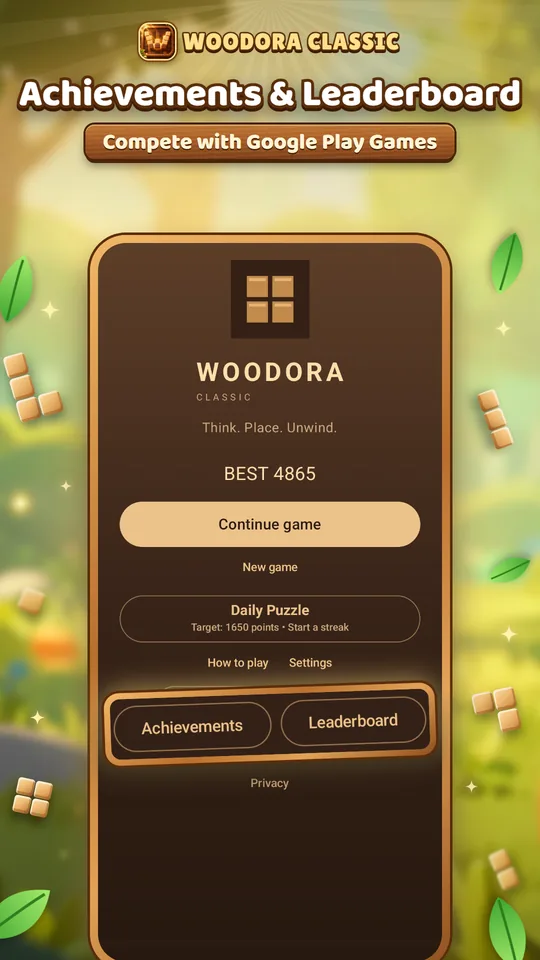 WOODORA CLASSIC
Achievements & Leaderboard
Compete with Google Play Games
WOODORA
CLASSIC
Think. Place. Unwind.
BEST 4865
Continue game
New game
Daily Puzzle
Target: 1650 points • Start a streak
How to play Settings
Achievements Leaderboard
Privacy